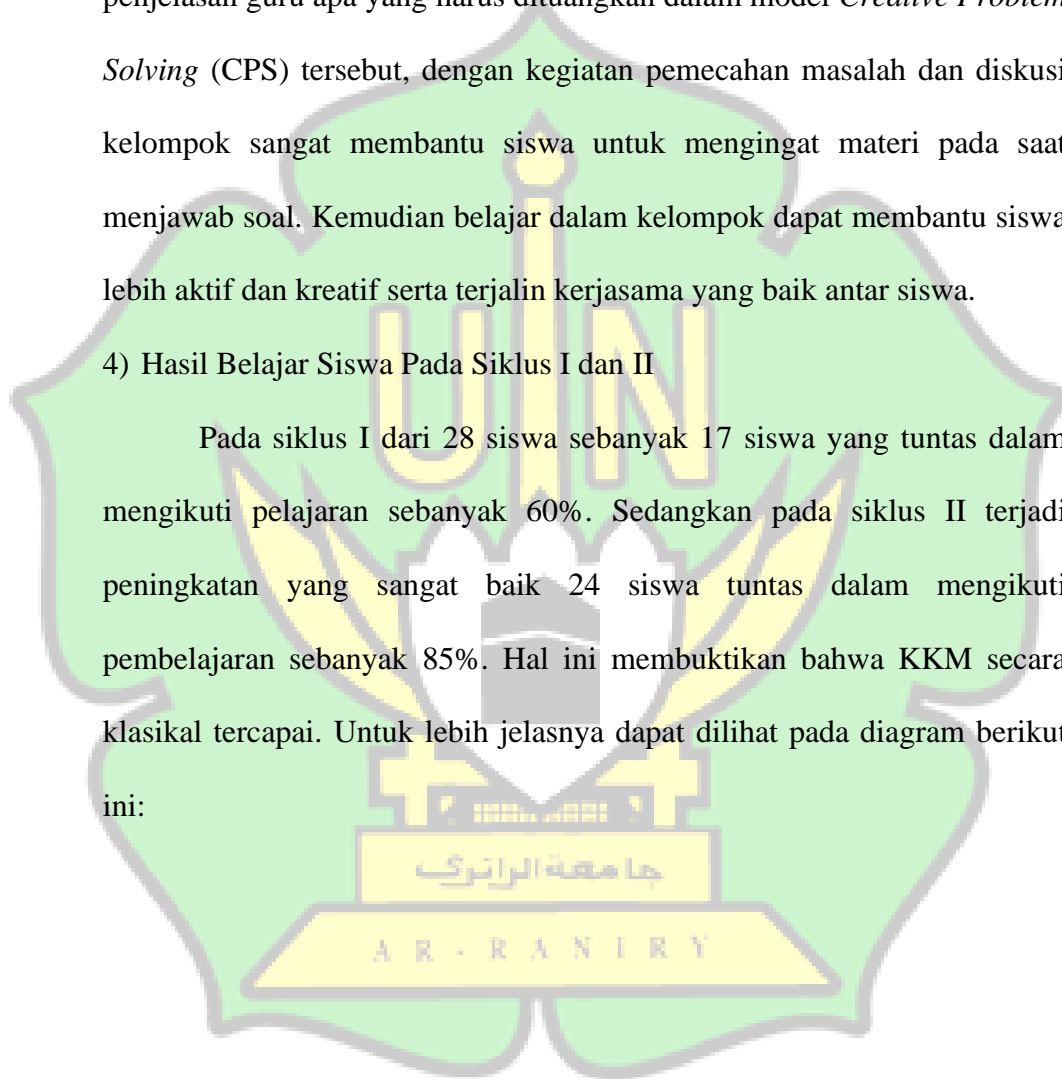 penjelasan guru apa yang harus dituangkan dalam model Creative Problem
Solving (CPS) tersebut, dengan kegiatan pemecahan masalah dan diskusi
kelompok sangat membantu siswa untuk mengingat materi pada saat
menjawab soal. Kemudian belajar dalam kelompok dapat membantu siswa
lebih aktif dan kreatif serta terjalin kerjasama yang baik antar siswa.
4) Hasil Belajar Siswa Pada Siklus I dan II
Pada siklus I dari 28 siswa sebanyak 17 siswa yang tuntas dalam
mengikuti pelajaran sebanyak 60%. Sedangkan pada siklus II terjadi
peningkatan yang sangat baik 24 siswa tuntas dalam mengikuti
pembelajaran sebanyak 85%. Hal ini membuktikan bahwa KKM secara
klasikal tercapai. Untuk lebih jelasnya dapat dilihat pada diagram berikut
ini:
UIN
جامعة الرانري
AR-RANIRY